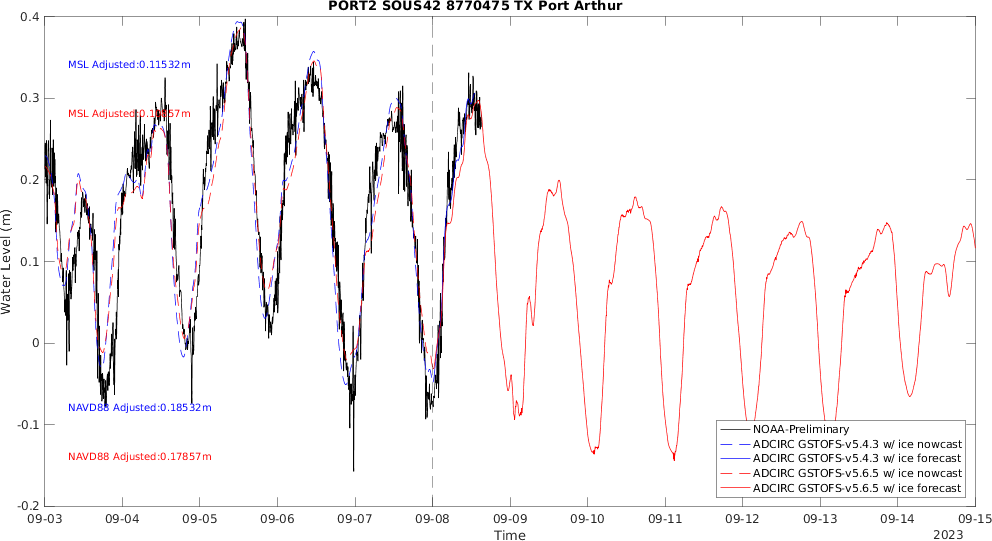 PORT2 SOUS42 8770475 TX Port Arthur
0.4
MSL Adjusted:0.11532m
0.3
MSL Adjusted:
0.2
Water Level (m)
0.1
0
NAVD88 Adjusted:0.18532m
-0.1
NAVD88 Adjusted:0.17857m
NOAA-Preliminary
ADCIRC GSTOFS-v5.4.3 w/ ice nowcast
ADCIRC GSTOFS-v5.4.3 w/ ice forecast
ADCIRC GSTOFS-v5.6.5 w/ ice nowcast
ADCIRC GSTOFS-v5.6.5 w/ ice forecast
-0.2
09-03 09-04 09-05 09-06 09-07 09-08 09-09 09-10 09-11 09-12 09-13 09-14 09-15
Time
2023